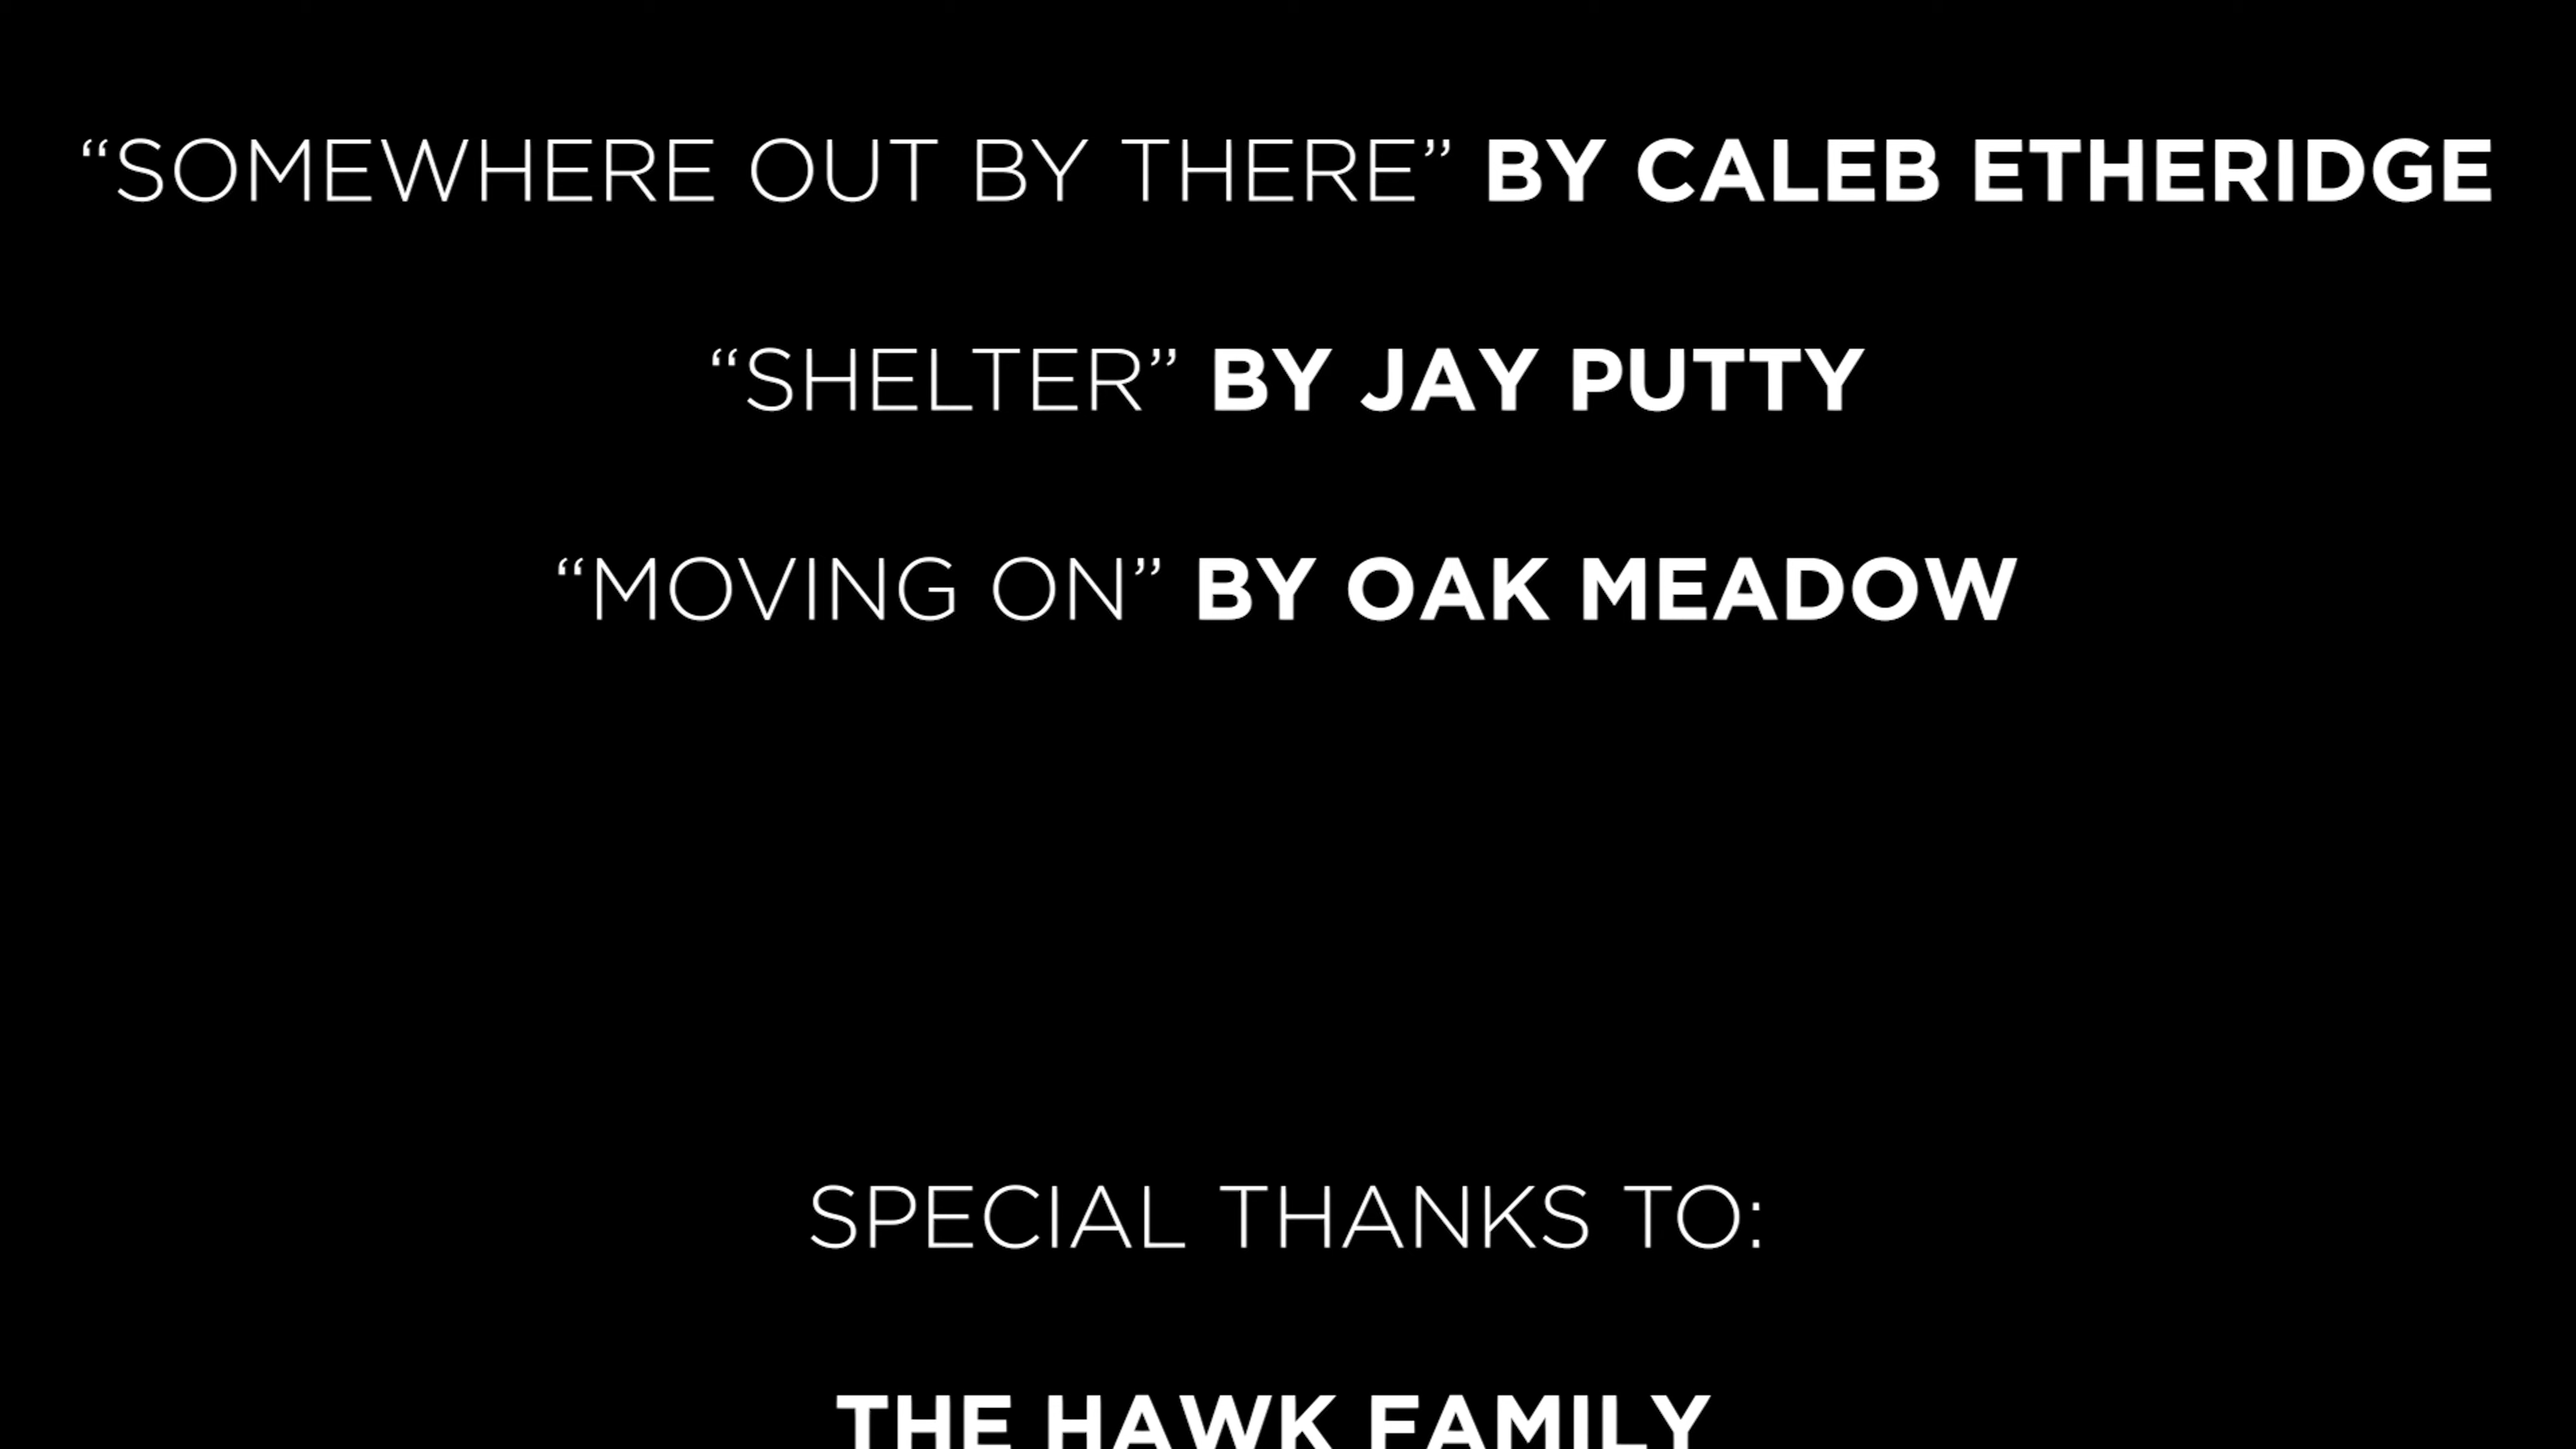 “SOMEWHERE OUT BY THERE” BY CALEB ETHERIDGE
“SHELTER” BY JAY PUTTY
“MOVING ON” BY OAK MEADOW
SPECIAL THANKS TO:
THE HAWK FAMILY